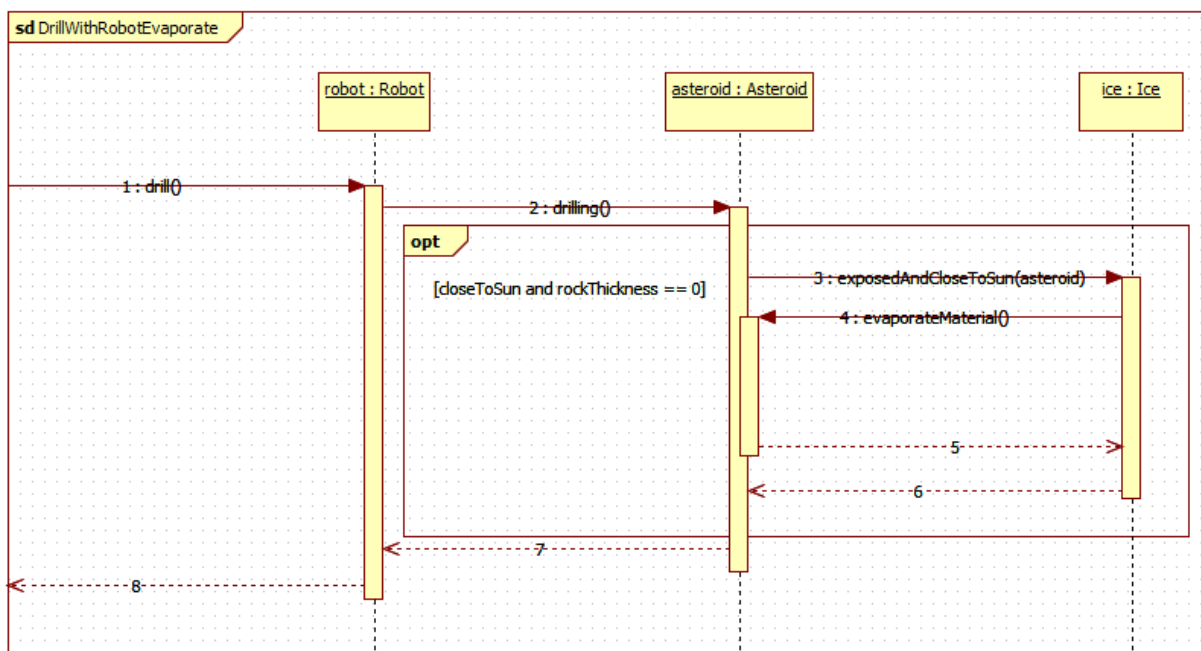 sd DrillWithRobotEvaporate
robot : Robot
asteroid : Asteroid
ice : Ice
1 : drill()
2 : drilling()
opt
[closeToSun and rockThickness == 0]
3 : exposedAndCloseToSun(asteroid)
4 : evaporateMaterial()
5
6
7
8